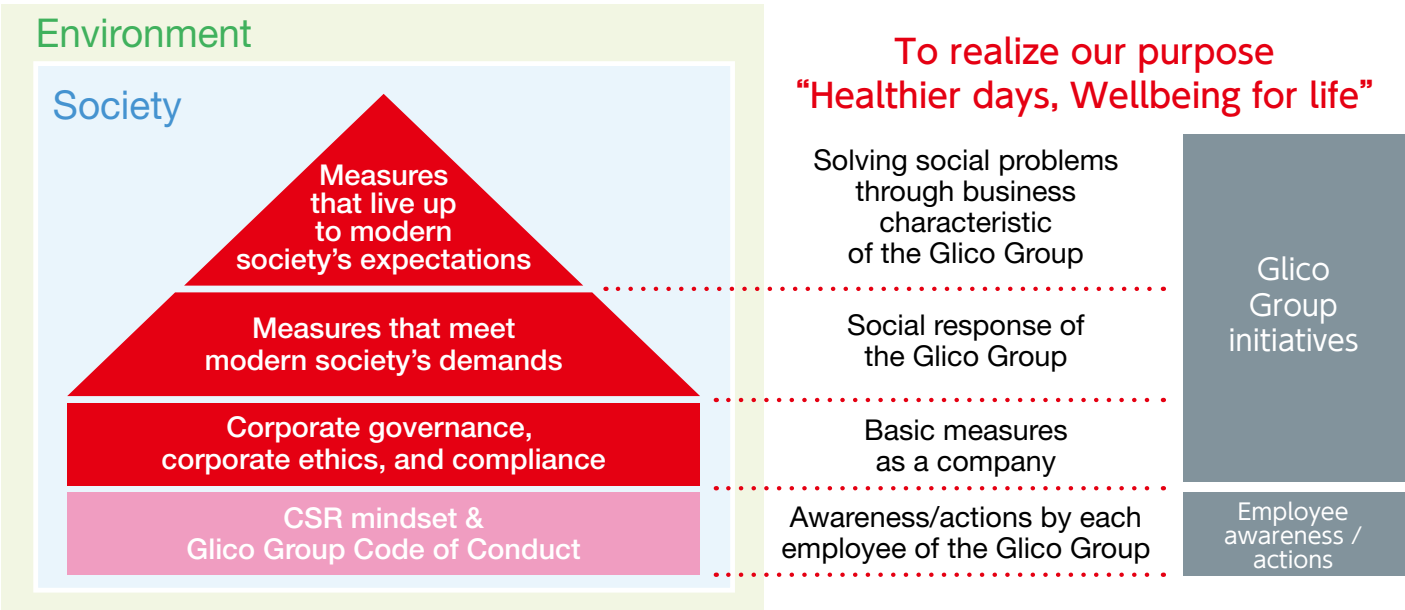 Environment
Society
To realize our purpose
“Healthier days, Wellbeing for life”
Measures
that live up
to modern
society’s expectations
Solving social problems
through business
characteristic
of the Glico Group
Measures that meet
modern society’s demands
Social response of
the Glico Group
Corporate governance,
corporate ethics, and compliance
Basic measures
as a company
Glico
Group
initiatives
CSR mindset &
Glico Group Code of Conduct
Awareness/actions by each
employee of the Glico Group
Employee
awareness /
actions